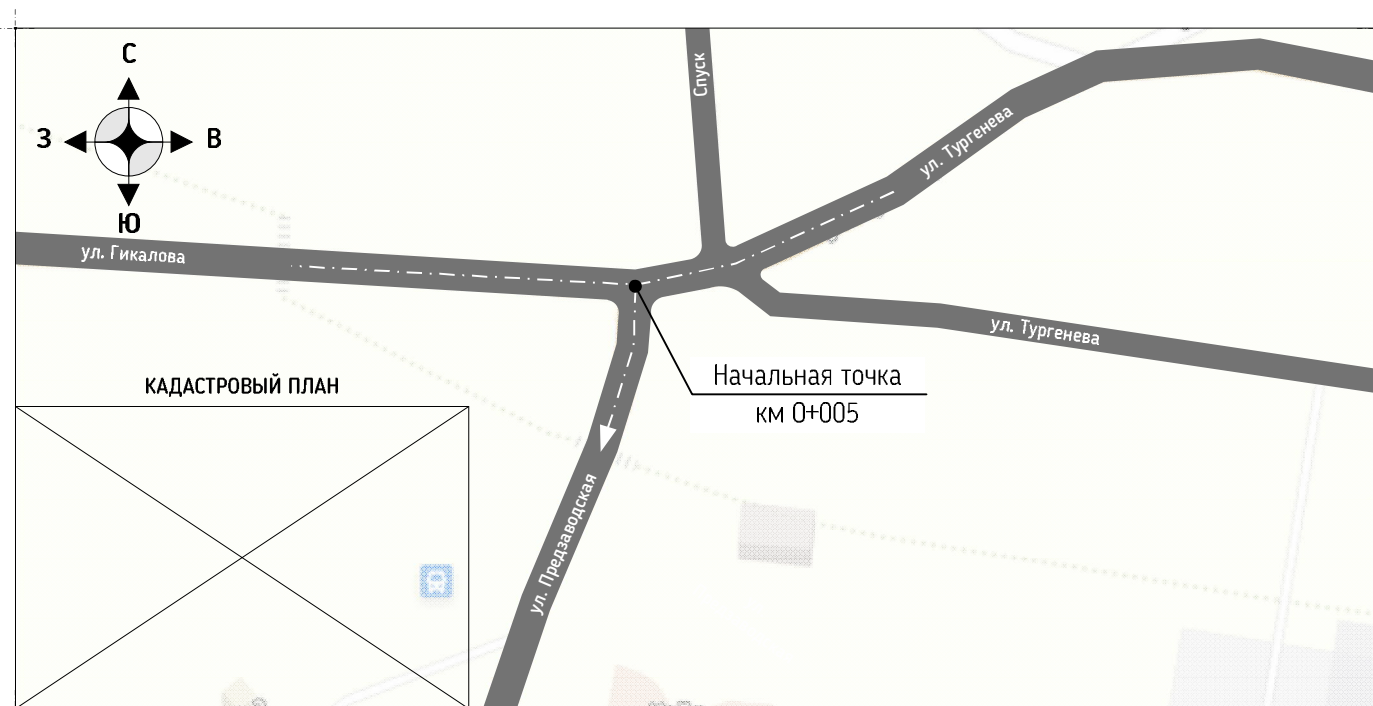 С
З
В
Ю
Спуск
ул. Тургенева
ул. Гикалова
ул. Тургенева
Начальная точка
км 0+005
КАДАСТРОВЫЙ ПЛАН
ул. Предзаводская